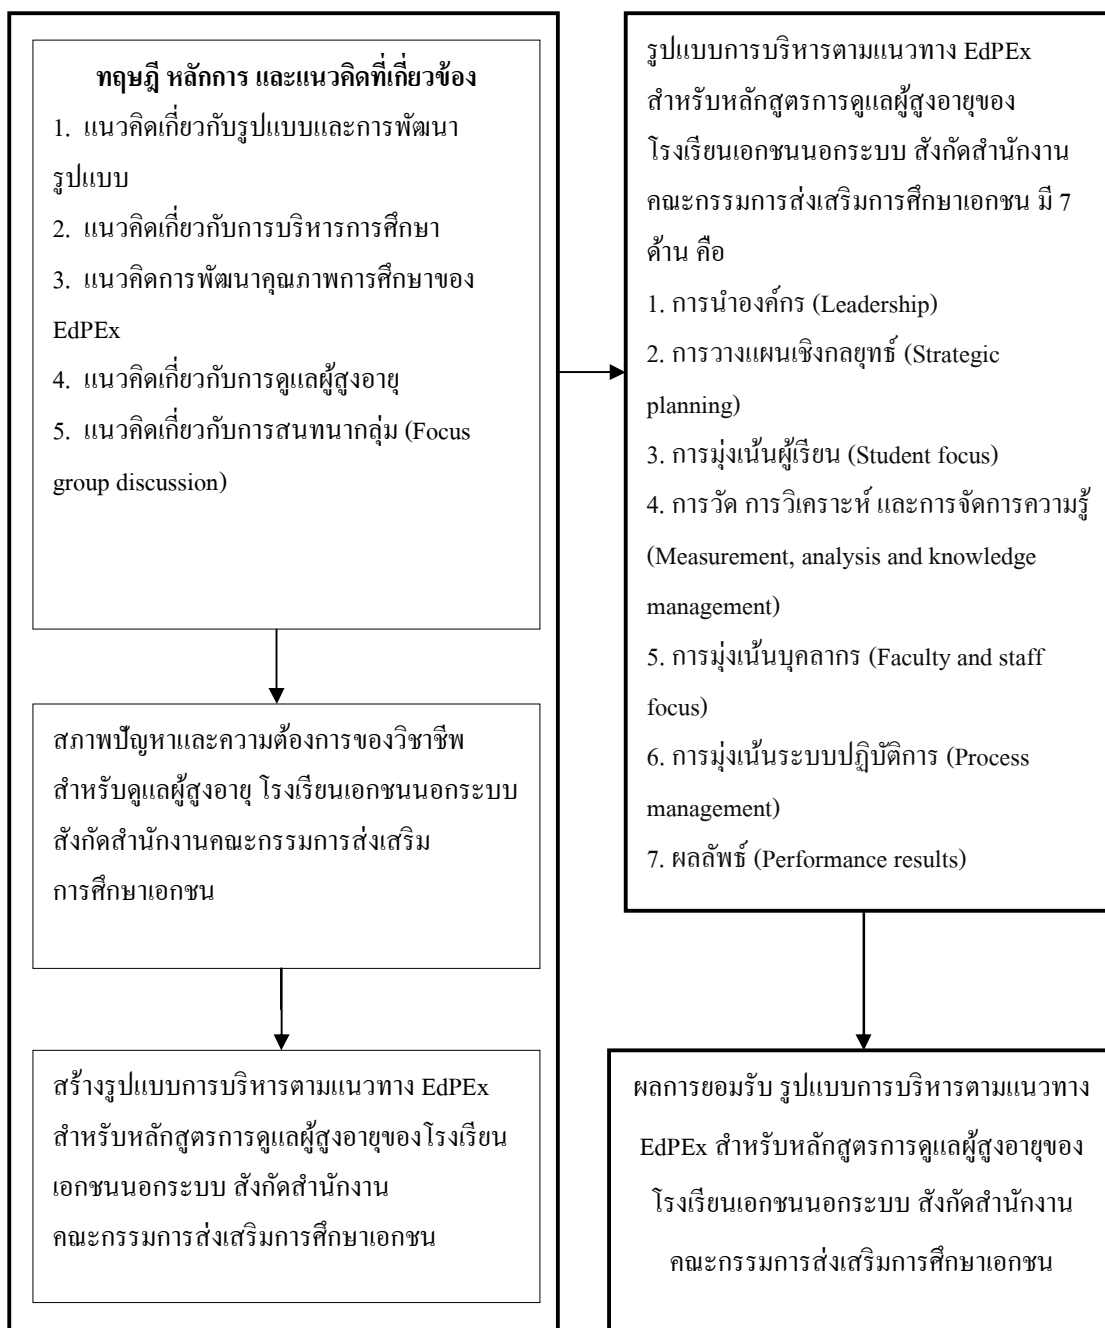 ทฤษฎี หลักการ และแนวคิดที่เกี่ยวข้อง
1. แนวคิดเกี่ยวกับรูปแบบและการพัฒนา
รูปแบบ
2. แนวคิดเกี่ยวกับการบริหารการศึกษา
3. แนวคิดการพัฒนาคุณภาพการศึกษาของ
EdPEx
4. แนวคิดเกี่ยวกับการดูแลผู้สูงอายุ
5. แนวคิดเกี่ยวกับการสนทนากลุ่ม (Focus
group discussion)
สภาพปัญหาและความต้องการของวิชาชีพ
สำหรับดูแลผู้สูงอายุ โรงเรียนเอกชนนอกระบบ
สังกัดสำนักงานคณะกรรมการส่งเสริม
การศึกษาเอกชน
สร้างรูปแบบการบริหารตามแนวทาง EdPEx
สำหรับหลักสูตรการดูแลผู้สูงอายุของโรงเรียน
เอกชนนอกระบบ สังกัดสำนักงาน
คณะกรรมการส่งเสริมการศึกษาเอกชน
รูปแบบการบริหารตามแนวทาง EdPEx
สำหรับหลักสูตรการดูแลผู้สูงอายุของ
โรงเรียนเอกชนนอกระบบ สังกัดสำนักงาน
คณะกรรมการส่งเสริมการศึกษาเอกชน มี 7
ด้าน คือ
1. การนำองค์กร (Leadership)
2. การวางแผนเชิงกลยุทธ์ (Strategic
planning)
3. การมุ่งเน้นผู้เรียน (Student focus)
4. การวัด การวิเคราะห์ และการจัดการความรู้
(Measurement, analysis and knowledge
management)
5. การมุ่งเน้นบุคลากร (Faculty and staff
focus)
6. การมุ่งเน้นระบบปฏิบัติการ (Process
management)
7. ผลลัพธ์ (Performance results)
ผลการยอมรับ รูปแบบการบริหารตามแนวทาง
EdPEx สำหรับหลักสูตรการดูแลผู้สูงอายุของ
โรงเรียนเอกชนนอกระบบ สังกัดสำนักงาน
คณะกรรมการส่งเสริมการศึกษาเอกชน